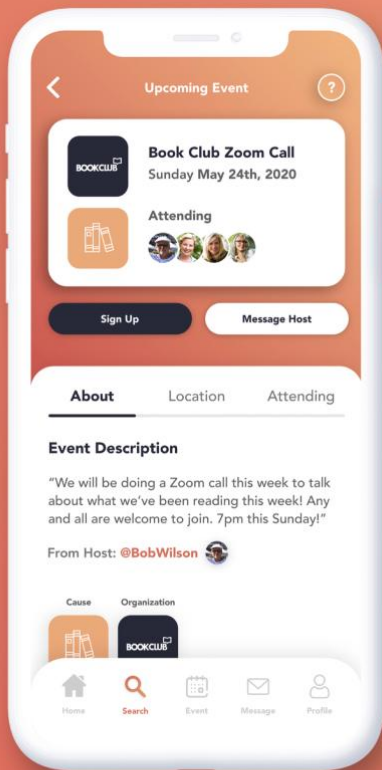 Upcoming Event
?
BOOKCLUB
Book Club Zoom Call
Sunday May 24th, 2020
Attending
Sign Up
Message Host
About
Location
Attending
Event Description
“We will be doing a Zoom call this week to talk
about what we’ve been reading this week! Any
and all are welcome to join. 7pm this Sunday!”
From Host: @BobWilson
Cause
Organization
BOOKCLUB
Home
Search
Event
Message
Profile